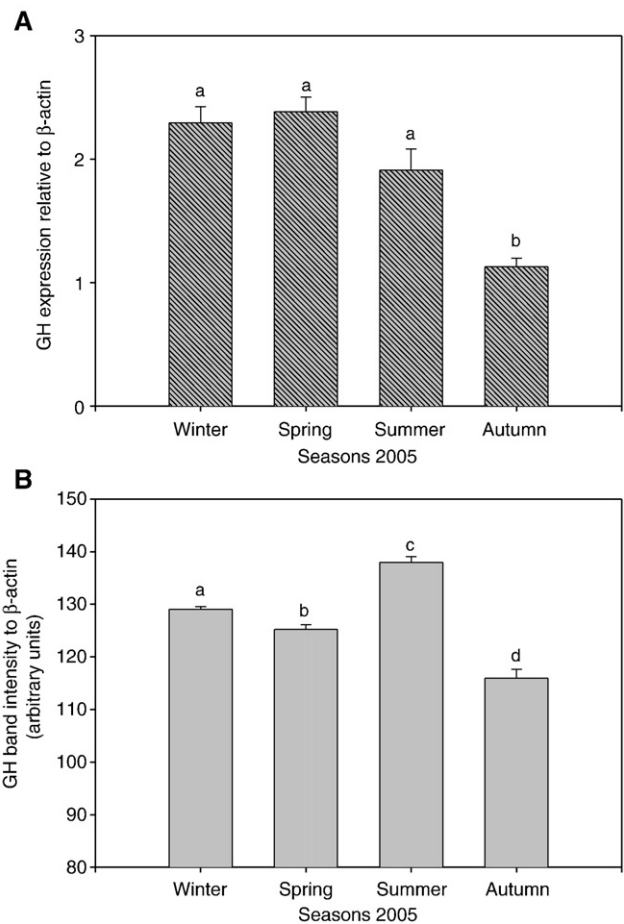 A
3
2
1
0
GH expression relative to β-actin
a
a
a
b
Winter Spring Summer Autumn
Seasons 2005
B
150
140
130
120
110
100
90
80
GH band intensity to β-actin
(arbitrary units)
a
b
c
d
Winter Spring Summer Autumn
Seasons 2005